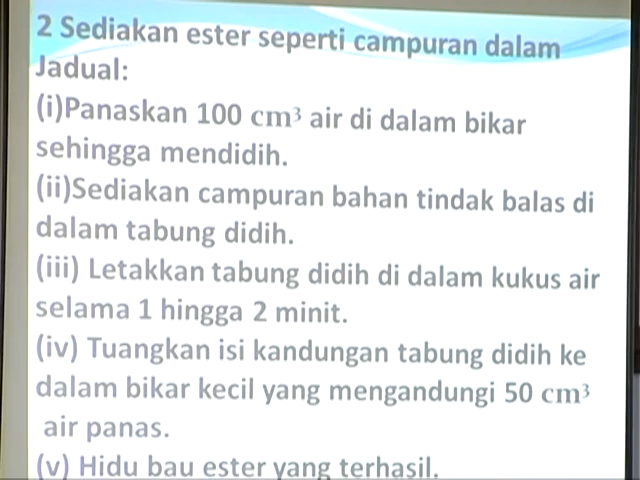 2 Sediakan ester seperti campuran dalam
Jadual:
(i)Panaskan 100 cm³ air di dalam bikar
sehingga mendidih.
(ii)Sediakan campuran bahan tindak balas di
dalam tabung didih.
(iii) Letakkan tabung didih di dalam kukus air
selama 1 hingga 2 minit.
(iv) Tuangkan isi kandungan tabung didih ke
dalam bikar kecil yang mengandungi 50 cm³
air panas.
(v) Hidu bau ester yang terhasil.